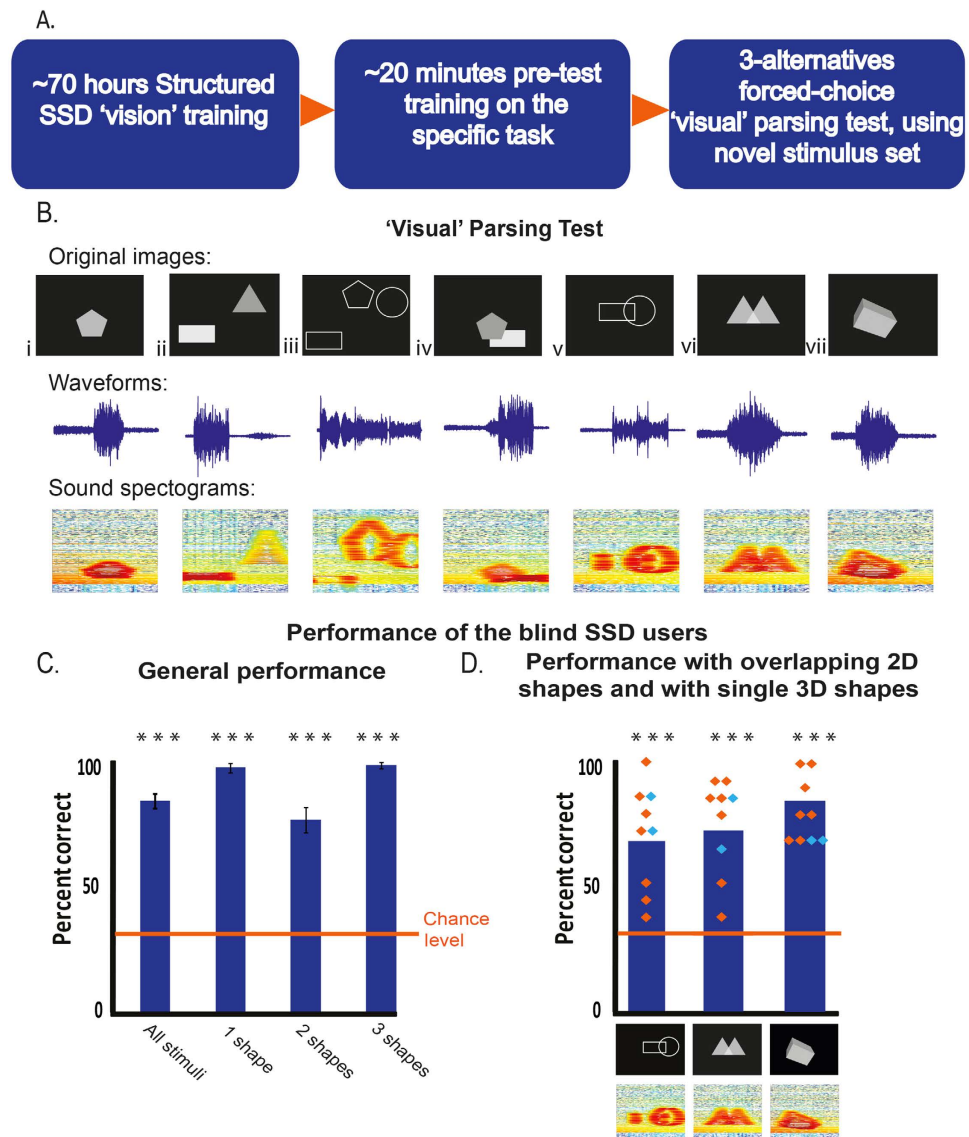 A.
~70 hours Structured
SSD 'vision' training
~20 minutes pre-test
training on the
specific task
3-alternatives
forced-choice
'visual' parsing test, using
novel stimulus set
B.
'Visual' Parsing Test
Original images:
i ii iii iv v vi vii
Waveforms:
Sound spectograms:
Performance of the blind SSD users
C.
General performance
D.
Performance with overlapping 2D
shapes and with single 3D shapes
*** *** *** ***
Percent correct
100
50
0
Chance
level
All stimuli
1 shape
2 shapes
3 shapes
*** *** ***
Percent correct
100
50
0